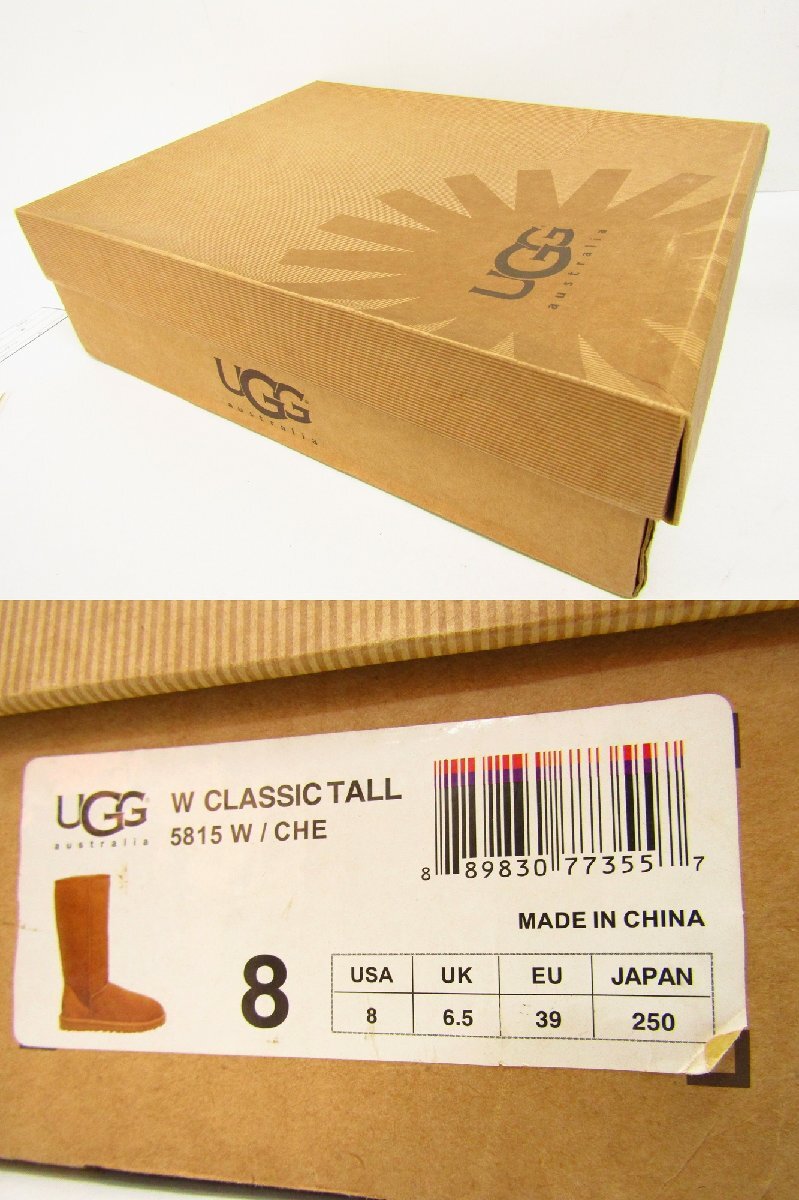 UGG
australia
UGG
australia
UGG®
australia
W CLASSIC TALL
5815 W / CHE
8 89830 77355 7
MADE IN CHINA
8
USA UK EU JAPAN
8 6.5 39 250